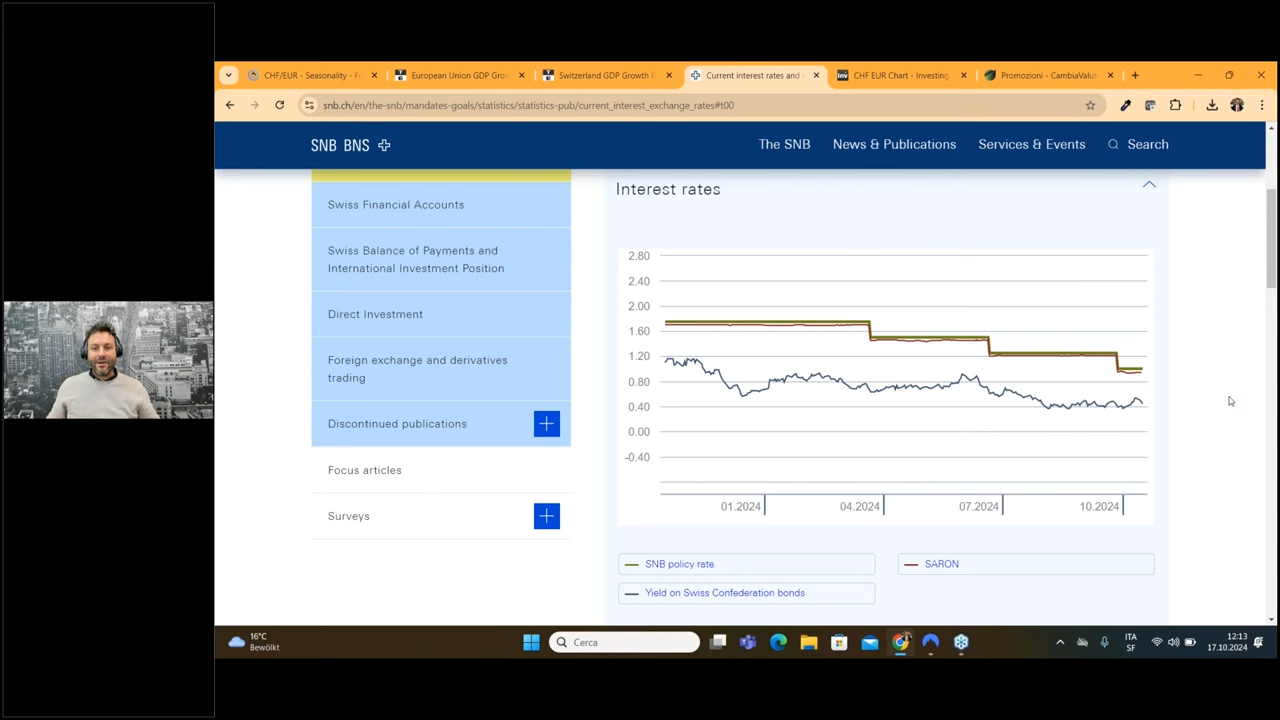 CHF/EUR - Seasonality - Fo
European Union GDP Grow
Switzerland GDP Growth R
Current interest rates and
CHF EUR Chart - Investing
Promozioni - CambiaValut
snb.ch/en/the-snb/mandates-goals/statistics/statistics-pub/current_interest_exchange_rates#t00
SNB BNS
The SNB
News & Publications
Services & Events
Search
Swiss Financial Accounts
Swiss Balance of Payments and
International Investment Position
Direct Investment
Foreign exchange and derivatives
trading
Discontinued publications
Focus articles
Surveys
Interest rates
2.80
2.40
2.00
1.60
1.20
0.80
0.40
0.00
-0.40
01.2024
04.2024
07.2024
10.2024
SNB policy rate
SARON
Yield on Swiss Confederation bonds
16°C
Bewölkt
Cerca
ITA
SF
12:13
17.10.2024